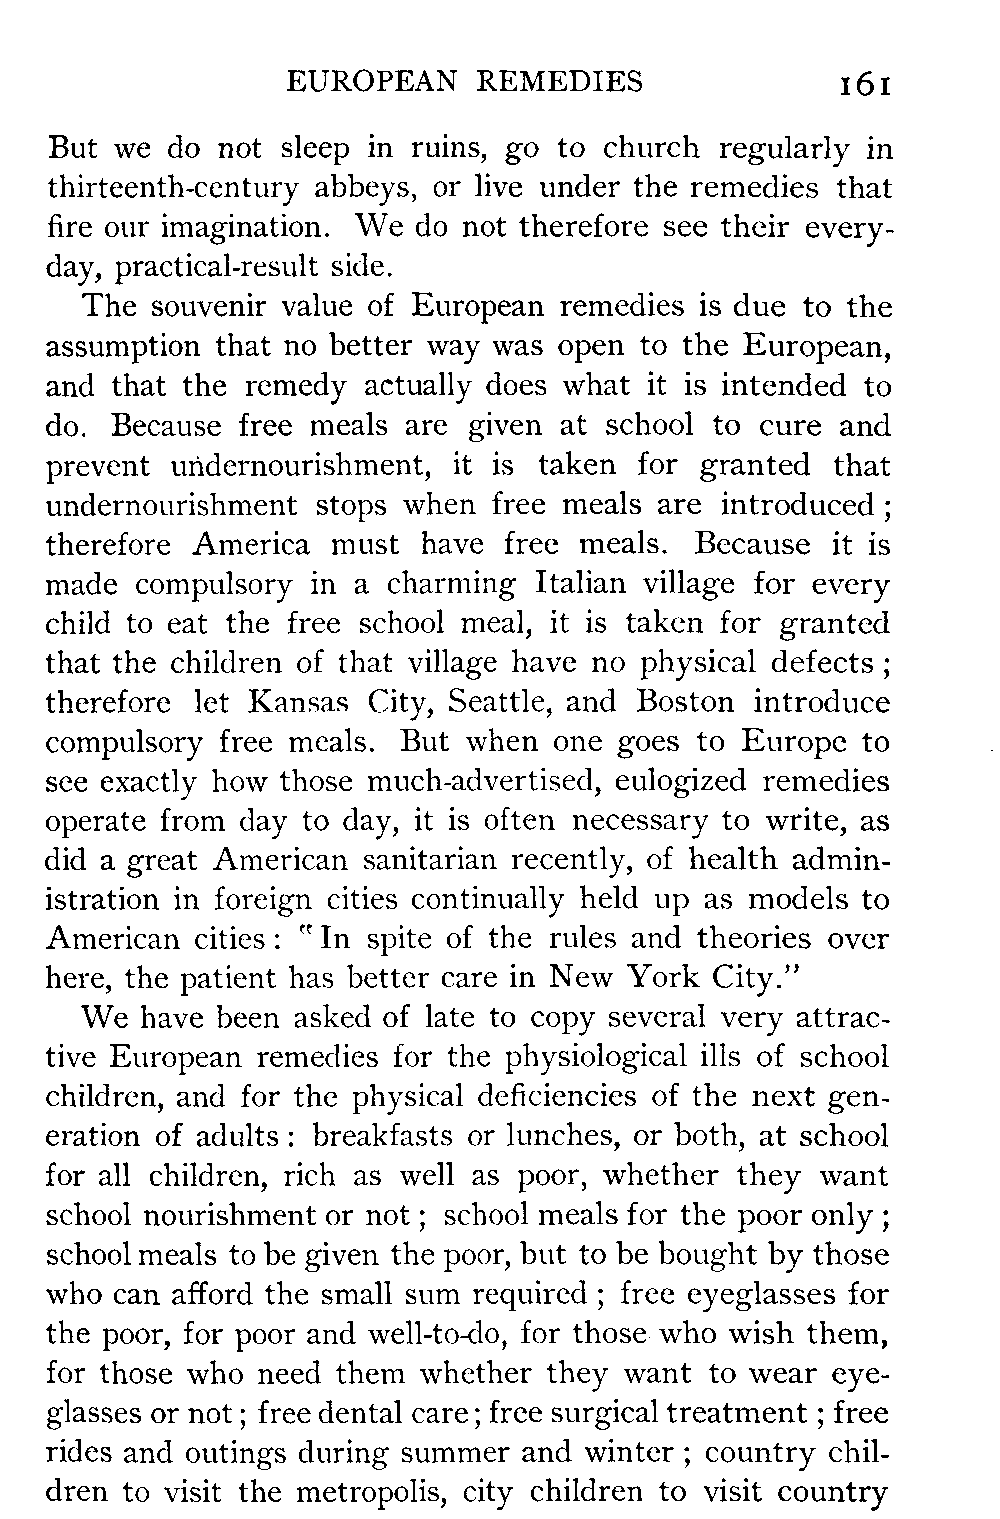 EUROPEAN REMEDIES 161
But we do not sleep in ruins, go to church regularly in
thirteenth-century abbeys, or live under the remedies that
fire our imagination. We do not therefore see their every-
day, practical-result side.
The souvenir value of European remedies is due to the
assumption that no better way was open to the European,
and that the remedy actually does what it is intended to
do. Because free meals are given at school to cure and
prevent undernourishment, it is taken for granted that
undernourishment stops when free meals are introduced;
therefore America must have free meals. Because it is
made compulsory in a charming Italian village for every
child to eat the free school meal, it is taken for granted
that the children of that village have no physical defects;
therefore let Kansas City, Seattle, and Boston introduce
compulsory free meals. But when one goes to Europe to
see exactly how those much-advertised, eulogized remedies
operate from day to day, it is often necessary to write, as
did a great American sanitarian recently, of health admin-
istration in foreign cities continually held up as models to
American cities: "In spite of the rules and theories over
here, the patient has better care in New York City."
We have been asked of late to copy several very attrac-
tive European remedies for the physiological ills of school
children, and for the physical deficiencies of the next gen-
eration of adults: breakfasts or lunches, or both, at school
for all children, rich as well as poor, whether they want
school nourishment or not; school meals for the poor only;
school meals to be given the poor, but to be bought by those
who can afford the small sum required; free eyeglasses for
the poor, for poor and well-to-do, for those who wish them,
for those who need them whether they want to wear eye-
glasses or not; free dental care; free surgical treatment; free
rides and outings during summer and winter; country chil-
dren to visit the metropolis, city children to visit country